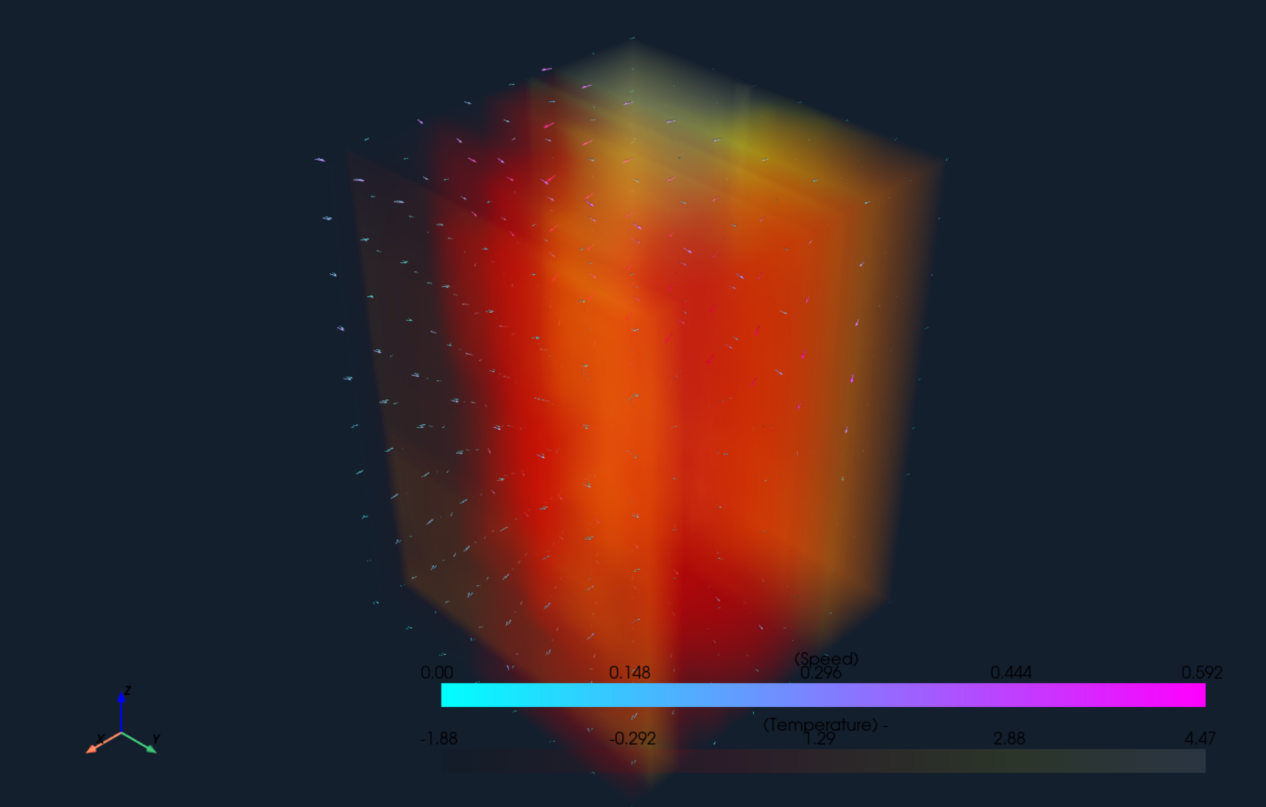 (Speed)
0.00 0.148 0.296 0.444 0.592
(Temperature) -
-1.88 -0.292 1.29 2.88 4.47
Z
X Y